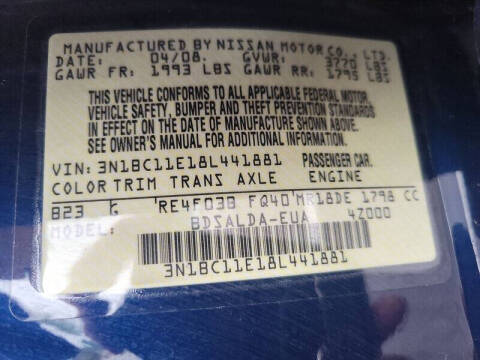 MANUFACTURED BY NISSAN MOTOR CO., LTD.
DATE: 04/08. GVWR: 3770 LBS
GAWR FR: 1993 LBS GAWR RR: 1795 LBS
THIS VEHICLE CONFORMS TO ALL APPLICABLE FEDERAL MOTOR
VEHICLE SAFETY, BUMPER AND THEFT PREVENTION STANDARDS
IN EFFECT ON THE DATE OF MANUFACTURE SHOWN ABOVE.
SEE OWNER'S MANUAL FOR ADDITIONAL INFORMATION.
VIN: 3N1BC11E18L441881 PASSENGER CAR.
COLOR TRIM TRANS AXLE ENGINE
B23 G RE4F03B FQ40 MR18DE 1798 CC
MODEL: BDSALDA-EUA 4Z000
3N1BC11E18L441881